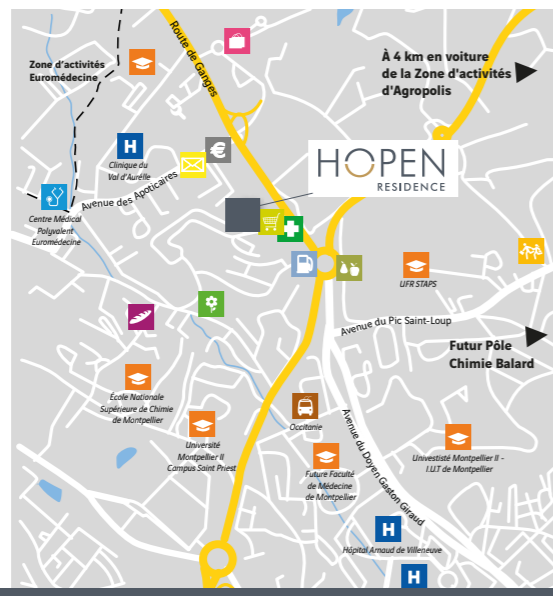 Route de Ganges
Zone d'activités
Euromédecine
À 4 km en voiture
de la Zone d'activités
d'Agropolis
H
Clinique du
Val d'Aurélle
€
HOPEN
RESIDENCE
Avenue des Apoticaires
Centre Médical
Polyvalent
Euromédecine
UFR STAPS
Avenue du Pic Saint-Loup
Futur Pôle
Chimie Balard
École Nationale
Supérieure de Chimie
de Montpellier
Université
Montpellier II
Campus Saint Priest
Occitanie
Avenue du Doyen Gaston Giraud
Future Faculté
de Médecine
de Montpellier
Univestisté Montpellier II -
I.U.T de Montpellier
H
Hôpital Arnaud de Villeneuve
H